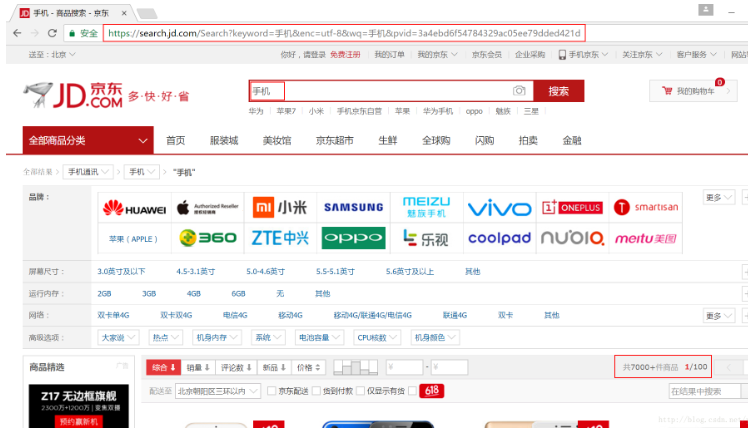 JD 手机 - 商品搜索 - 京东 ×
安全 https://search.jd.com/Search?keyword=手机&enc=utf-8&wq=手机&pvid=3a4ebd6f54784329ac05ee79dded421d
送至：北京 你好，请登录 免费注册 我的订单 我的京东 京东会员 企业采购 手机京东 关注京东 客户服务 网站
JD.COM 京东 多·快·好·省 手机 搜索 我的购物车 0
华为 苹果7 小米 手机京东自营 苹果 华为手机 oppo 魅族 三星
全部商品分类 首页 服装城 美妆馆 京东超市 生鲜 全球购 闪购 拍卖 金融
全部结果 > 手机通讯 > 手机 > "手机"
品牌： HUAWEI Authorized Reseller 小米 SAMSUNG MEIZU 魅族手机 vivo 1+ ONEPLUS smartisan 更多
苹果（APPLE） 360 ZTE中兴 oppo 乐视 coolpad nubia meitu美图
屏幕尺寸： 3.0英寸及以下 4.5-3.1英寸 5.0-4.6英寸 5.5-5.1英寸 5.6英寸及以上 其他
运行内存： 2GB 3GB 4GB 6GB 无 其他
网络： 双卡单4G 双卡双4G 电信4G 移动4G 移动4G/联通4G/电信4G 联通4G 双卡 其他 更多
高级选项： 大家说 热点 机身内存 系统 电池容量 CPU核数 机身颜色
商品精选 广告 综合 销量 评论数 新品 价格 ¥ - ¥ 共7000+件商品 1/100
配送至 北京朝阳区三环以内 京东配送 货到付款 仅显示有货 618 在结果中搜索
Z17 无边框旗舰
2300万+1200万|变焦双摄
预约赢新机
http://blog.csdn.net